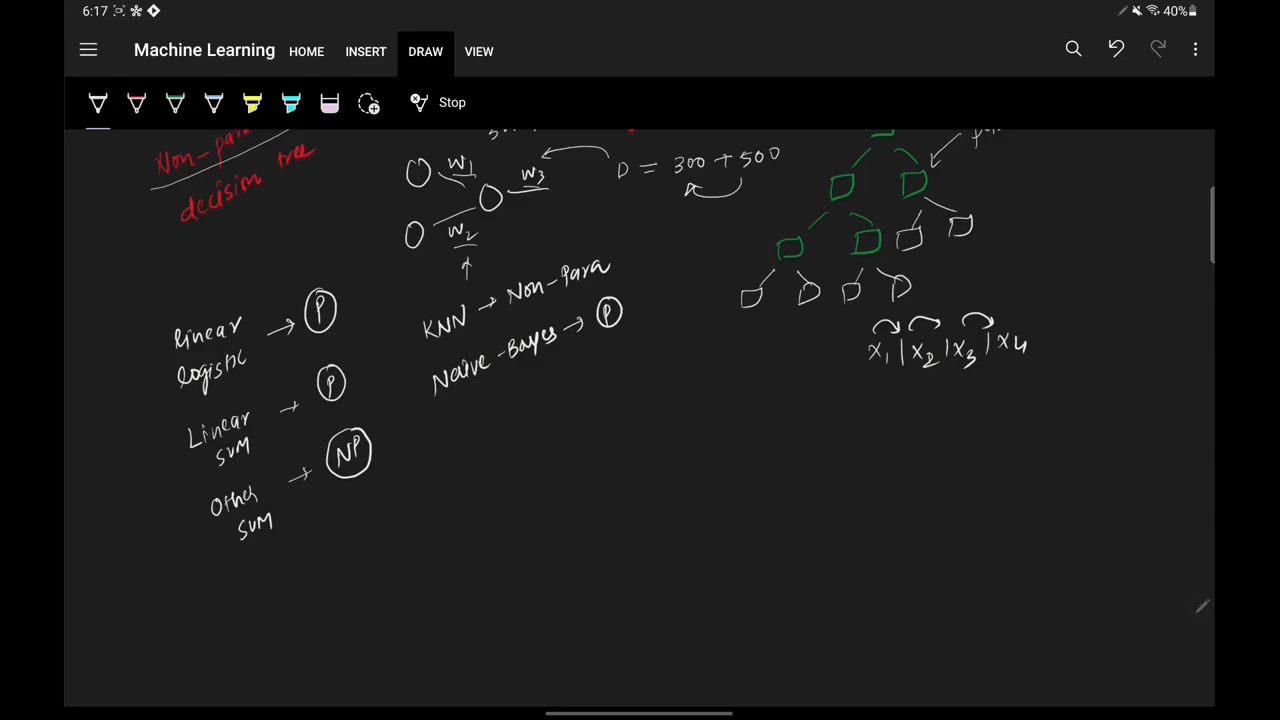 6:17
40%
Machine Learning HOME INSERT DRAW VIEW
Stop
Non-para
decision tree
W1
W2
W3
D = 300 + 500
linear
logistic → P
Linear
SVM → P
Other
SVM → NP
KNN → Non-Para
Naive-Bayes → P
x1 | x2 | x3 | x4